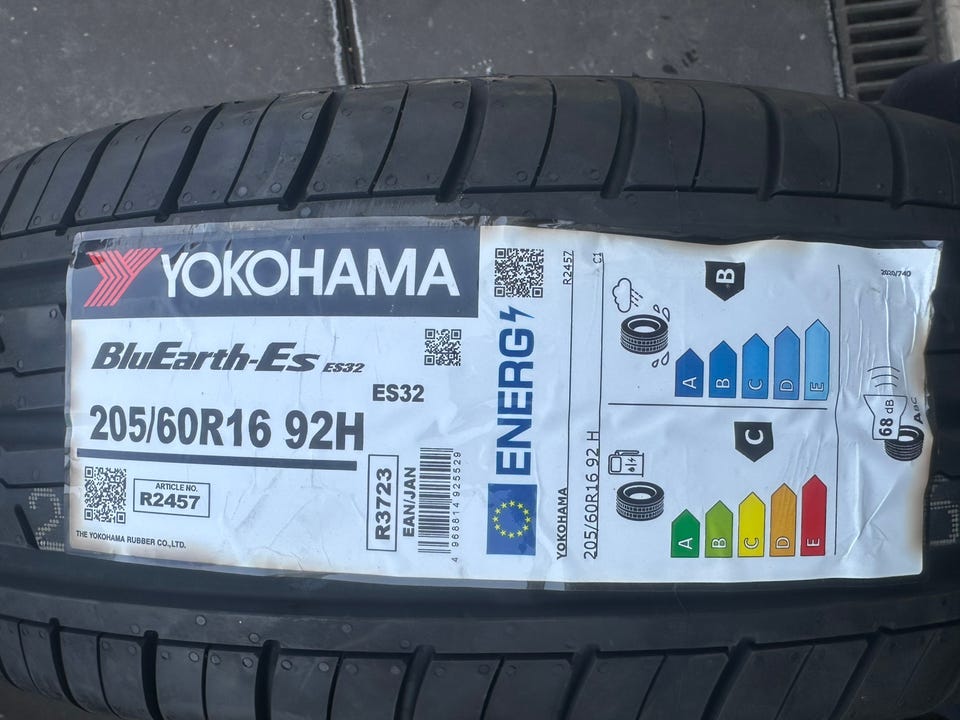 YOKOHAMA
BluEarth-Es ES32
ES32
205/60R16 92H
ARTICLE NO.
R2457
R3723
EAN/JAN
4 968814 925529
THE YOKOHAMA RUBBER CO.,LTD.
ENERG
YOKOHAMA
R2457
205/60R16 92 H
C1
B
A
B
C
D
E
C
A
B
C
D
E
2020/740
68 dB
ABC